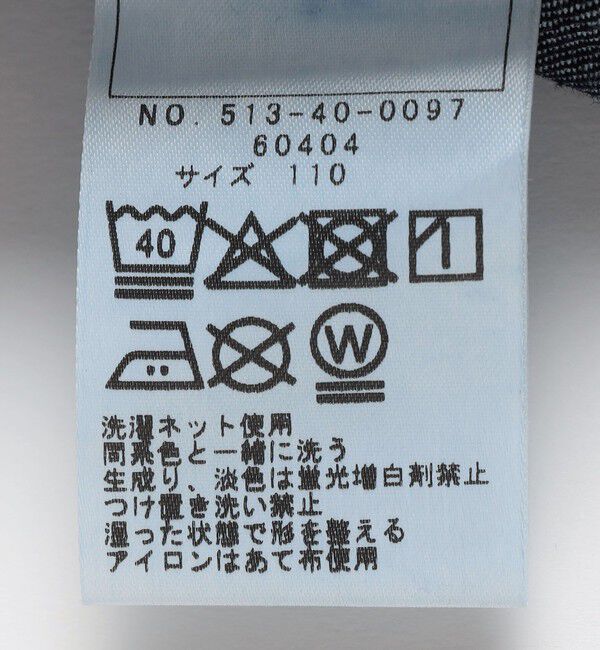 NO. 513-40-0097
60404
サイズ 110
40
W
洗濯ネット使用
同系色と一緒に洗う
生成り、淡色は蛍光増白剤禁止
つけ置き洗い禁止
湿った状態で形を整える
アイロンはあて布使用